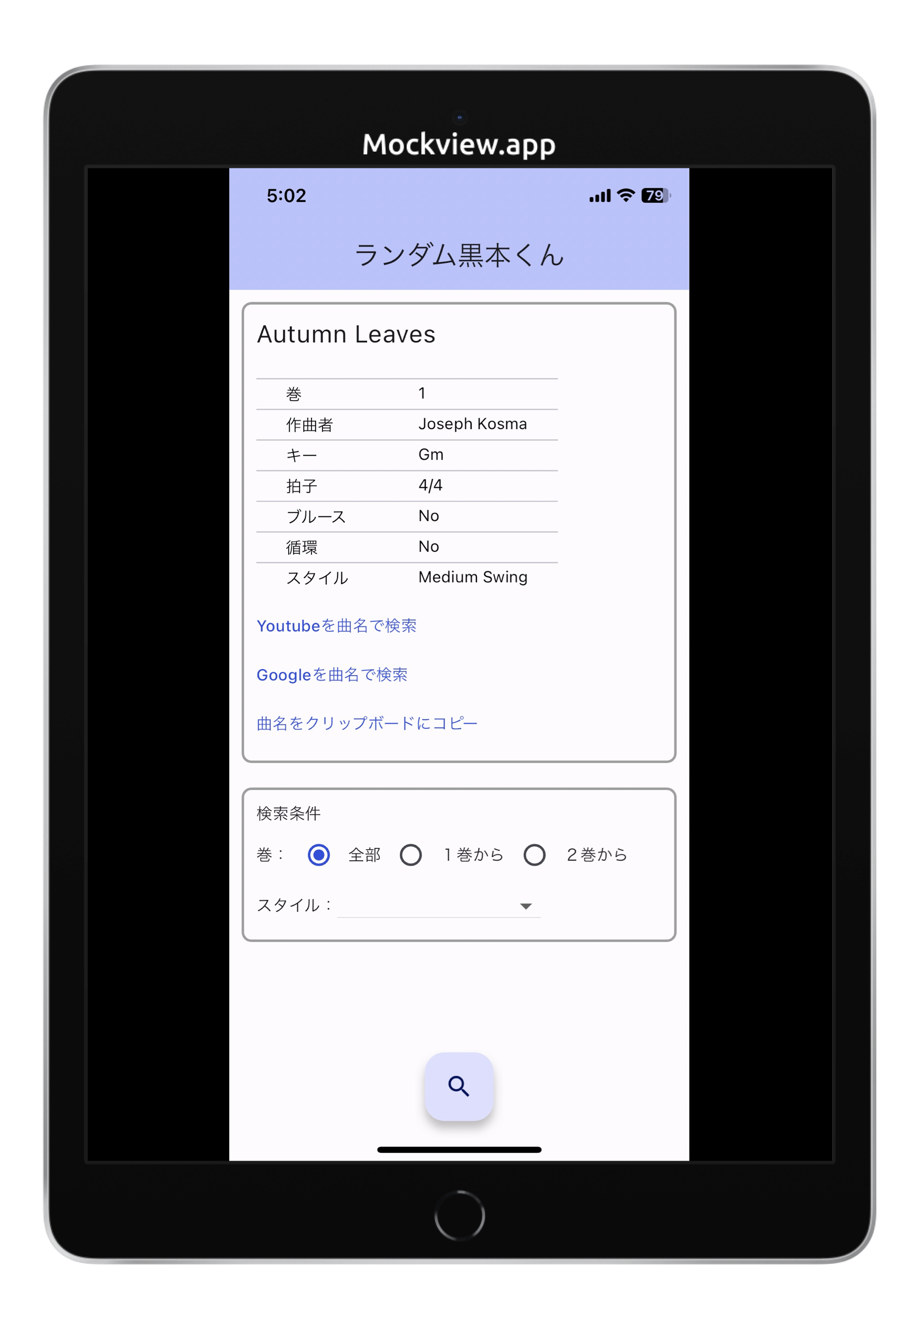 Mockview.app
5:02
79
ランダム黒本くん
Autumn Leaves
巻 1
作曲者 Joseph Kosma
キー Gm
拍子 4/4
ブルース No
循環 No
スタイル Medium Swing
Youtubeを曲名で検索
Googleを曲名で検索
曲名をクリップボードにコピー
検索条件
巻： 全部 １巻から ２巻から
スタイル：